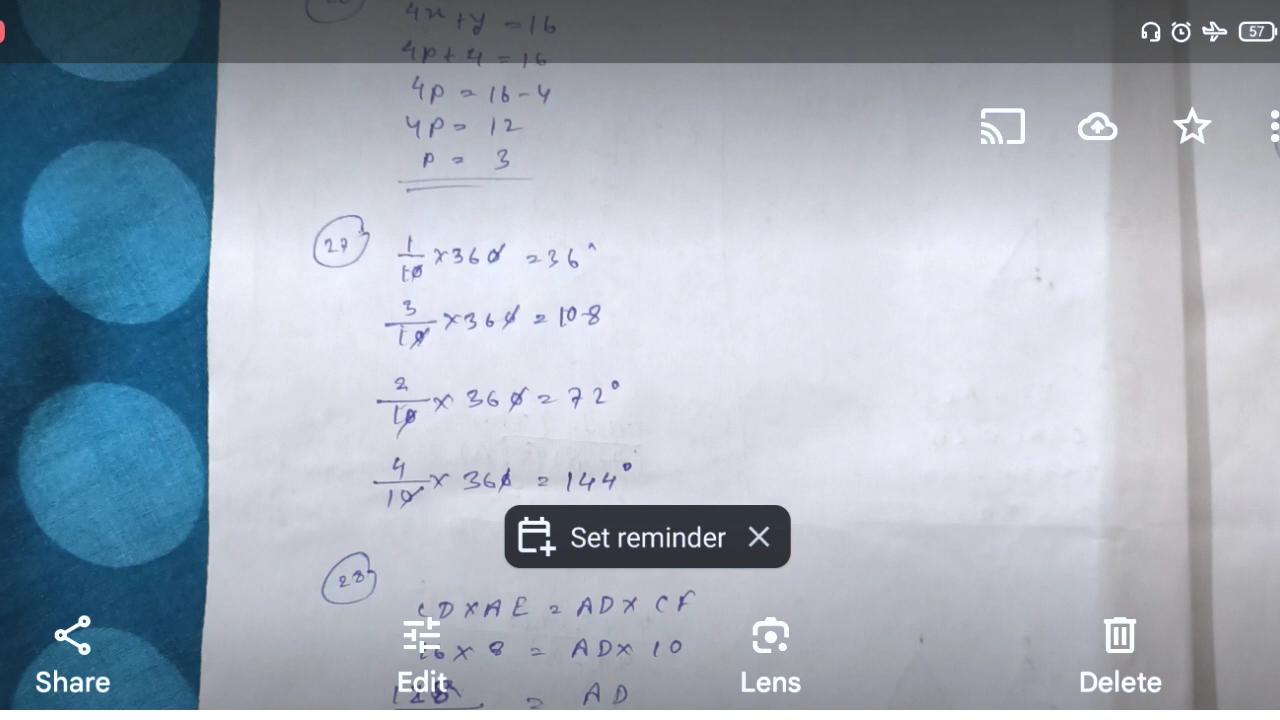 57
4x + y = 16
4p + 4 = 16
4p = 16 - 4
4p = 12
p = 3
27
1/10 × 360 = 36°
3/10 × 360 = 108
2/10 × 360 = 72°
4/10 × 360 = 144°
Set reminder
28
CD × AE = AD × CF
16 × 8 = AD × 10
128 = AD
Share
Edit
Lens
Delete